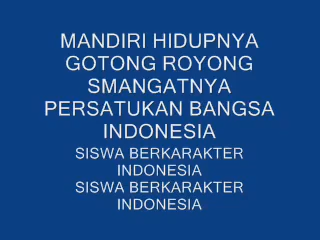 MANDIRI HIDUPNYA
GOTONG ROYONG
SMANGATNYA
PERSATUKAN BANGSA
INDONESIA
SISWA BERKARAKTER
INDONESIA
SISWA BERKARAKTER
INDONESIA